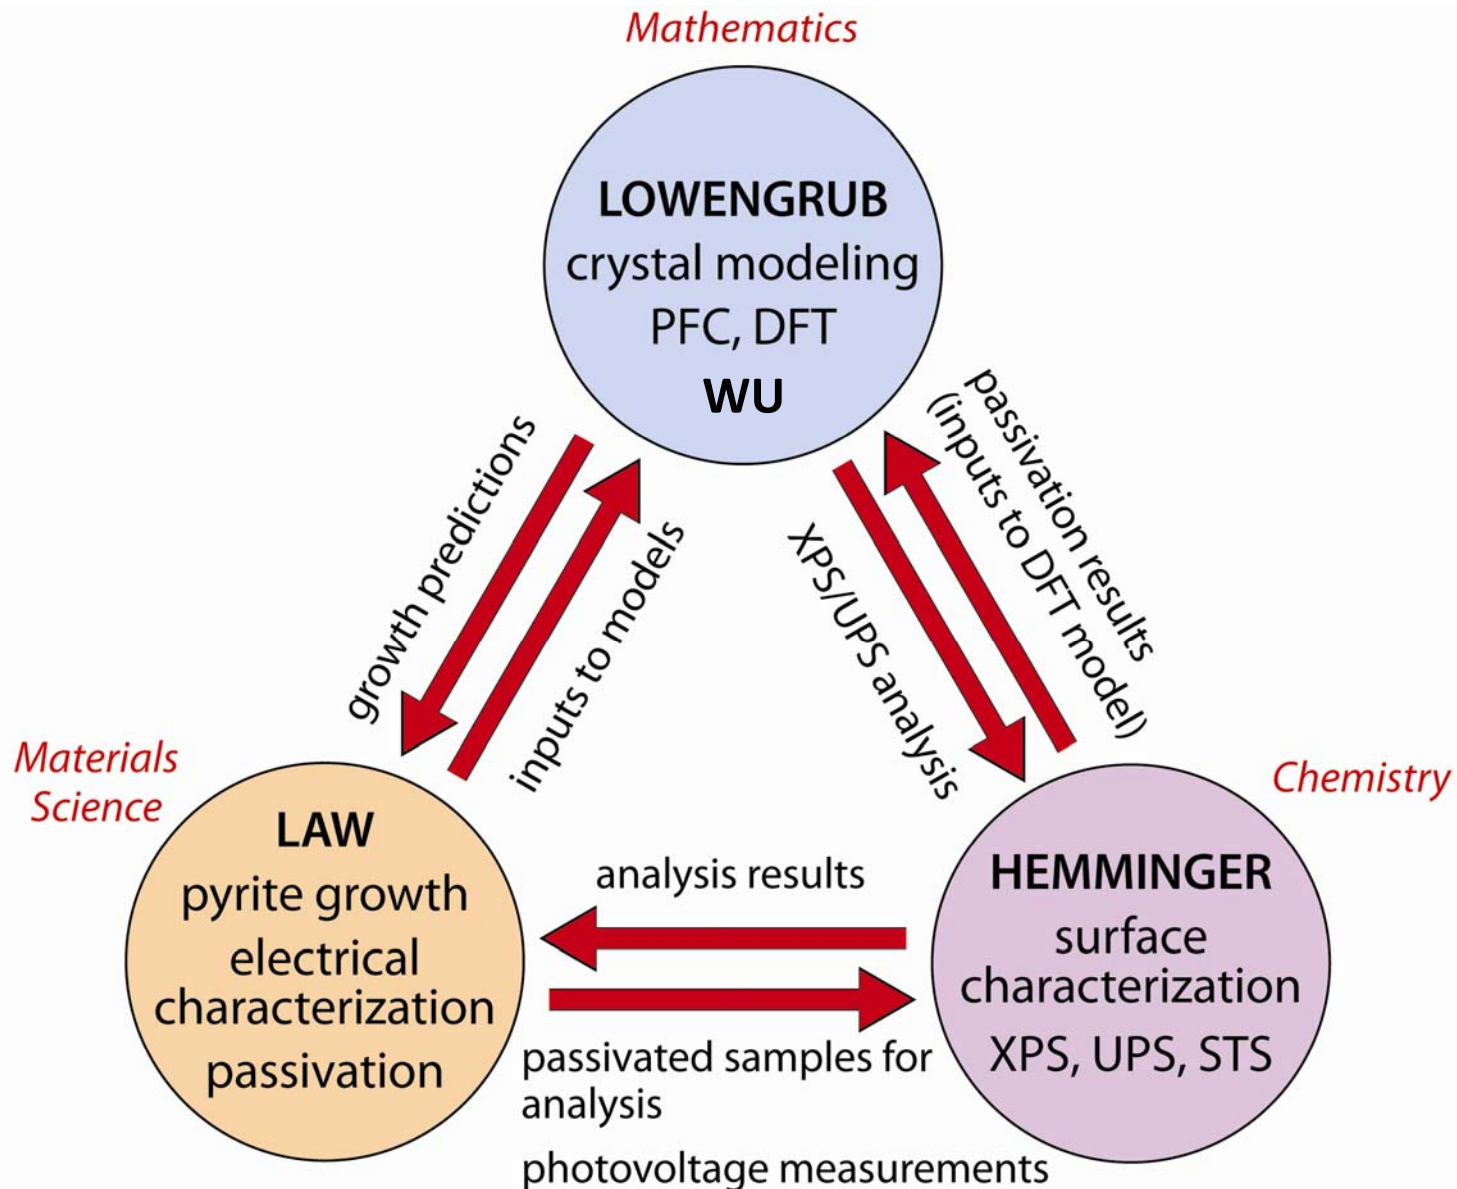 Mathematics
LOWENGRUB
crystal modeling
PFC, DFT
WU
growth predictions
inputs to models
XPS/UPS analysis
passivation results
(inputs to DFT model)
Materials
Science
LAW
pyrite growth
electrical
characterization
passivation
analysis results
passivated samples for
analysis
photovoltage measurements
Chemistry
HEMMINGER
surface
characterization
XPS, UPS, STS